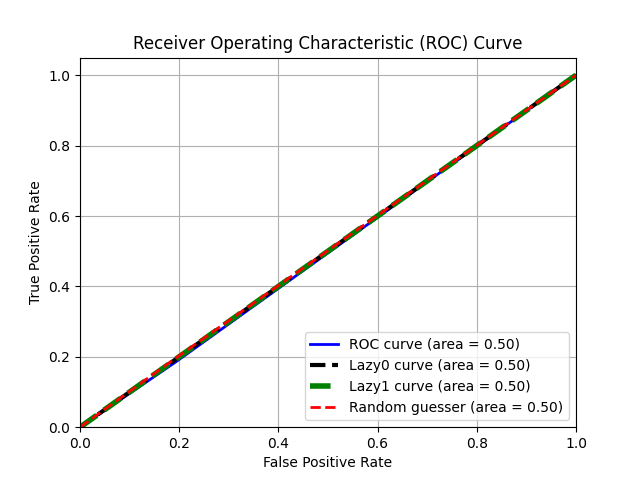 Receiver Operating Characteristic (ROC) Curve
1.0
0.8
0.6
0.4
0.2
0.0
True Positive Rate
ROC curve (area = 0.50)
Lazy0 curve (area = 0.50)
Lazy1 curve (area = 0.50)
Random guesser (area = 0.50)
0.0 0.2 0.4 0.6 0.8 1.0
False Positive Rate